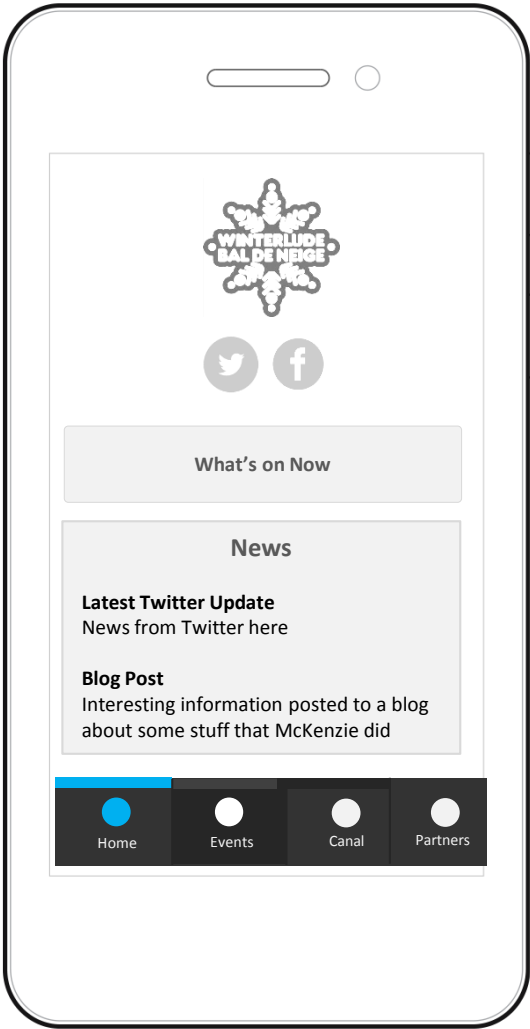 WINTERLUDE
BAL DE NEIGE
What's on Now
News
Latest Twitter Update
News from Twitter here
Blog Post
Interesting information posted to a blog
about some stuff that McKenzie did
Home
Events
Canal
Partners